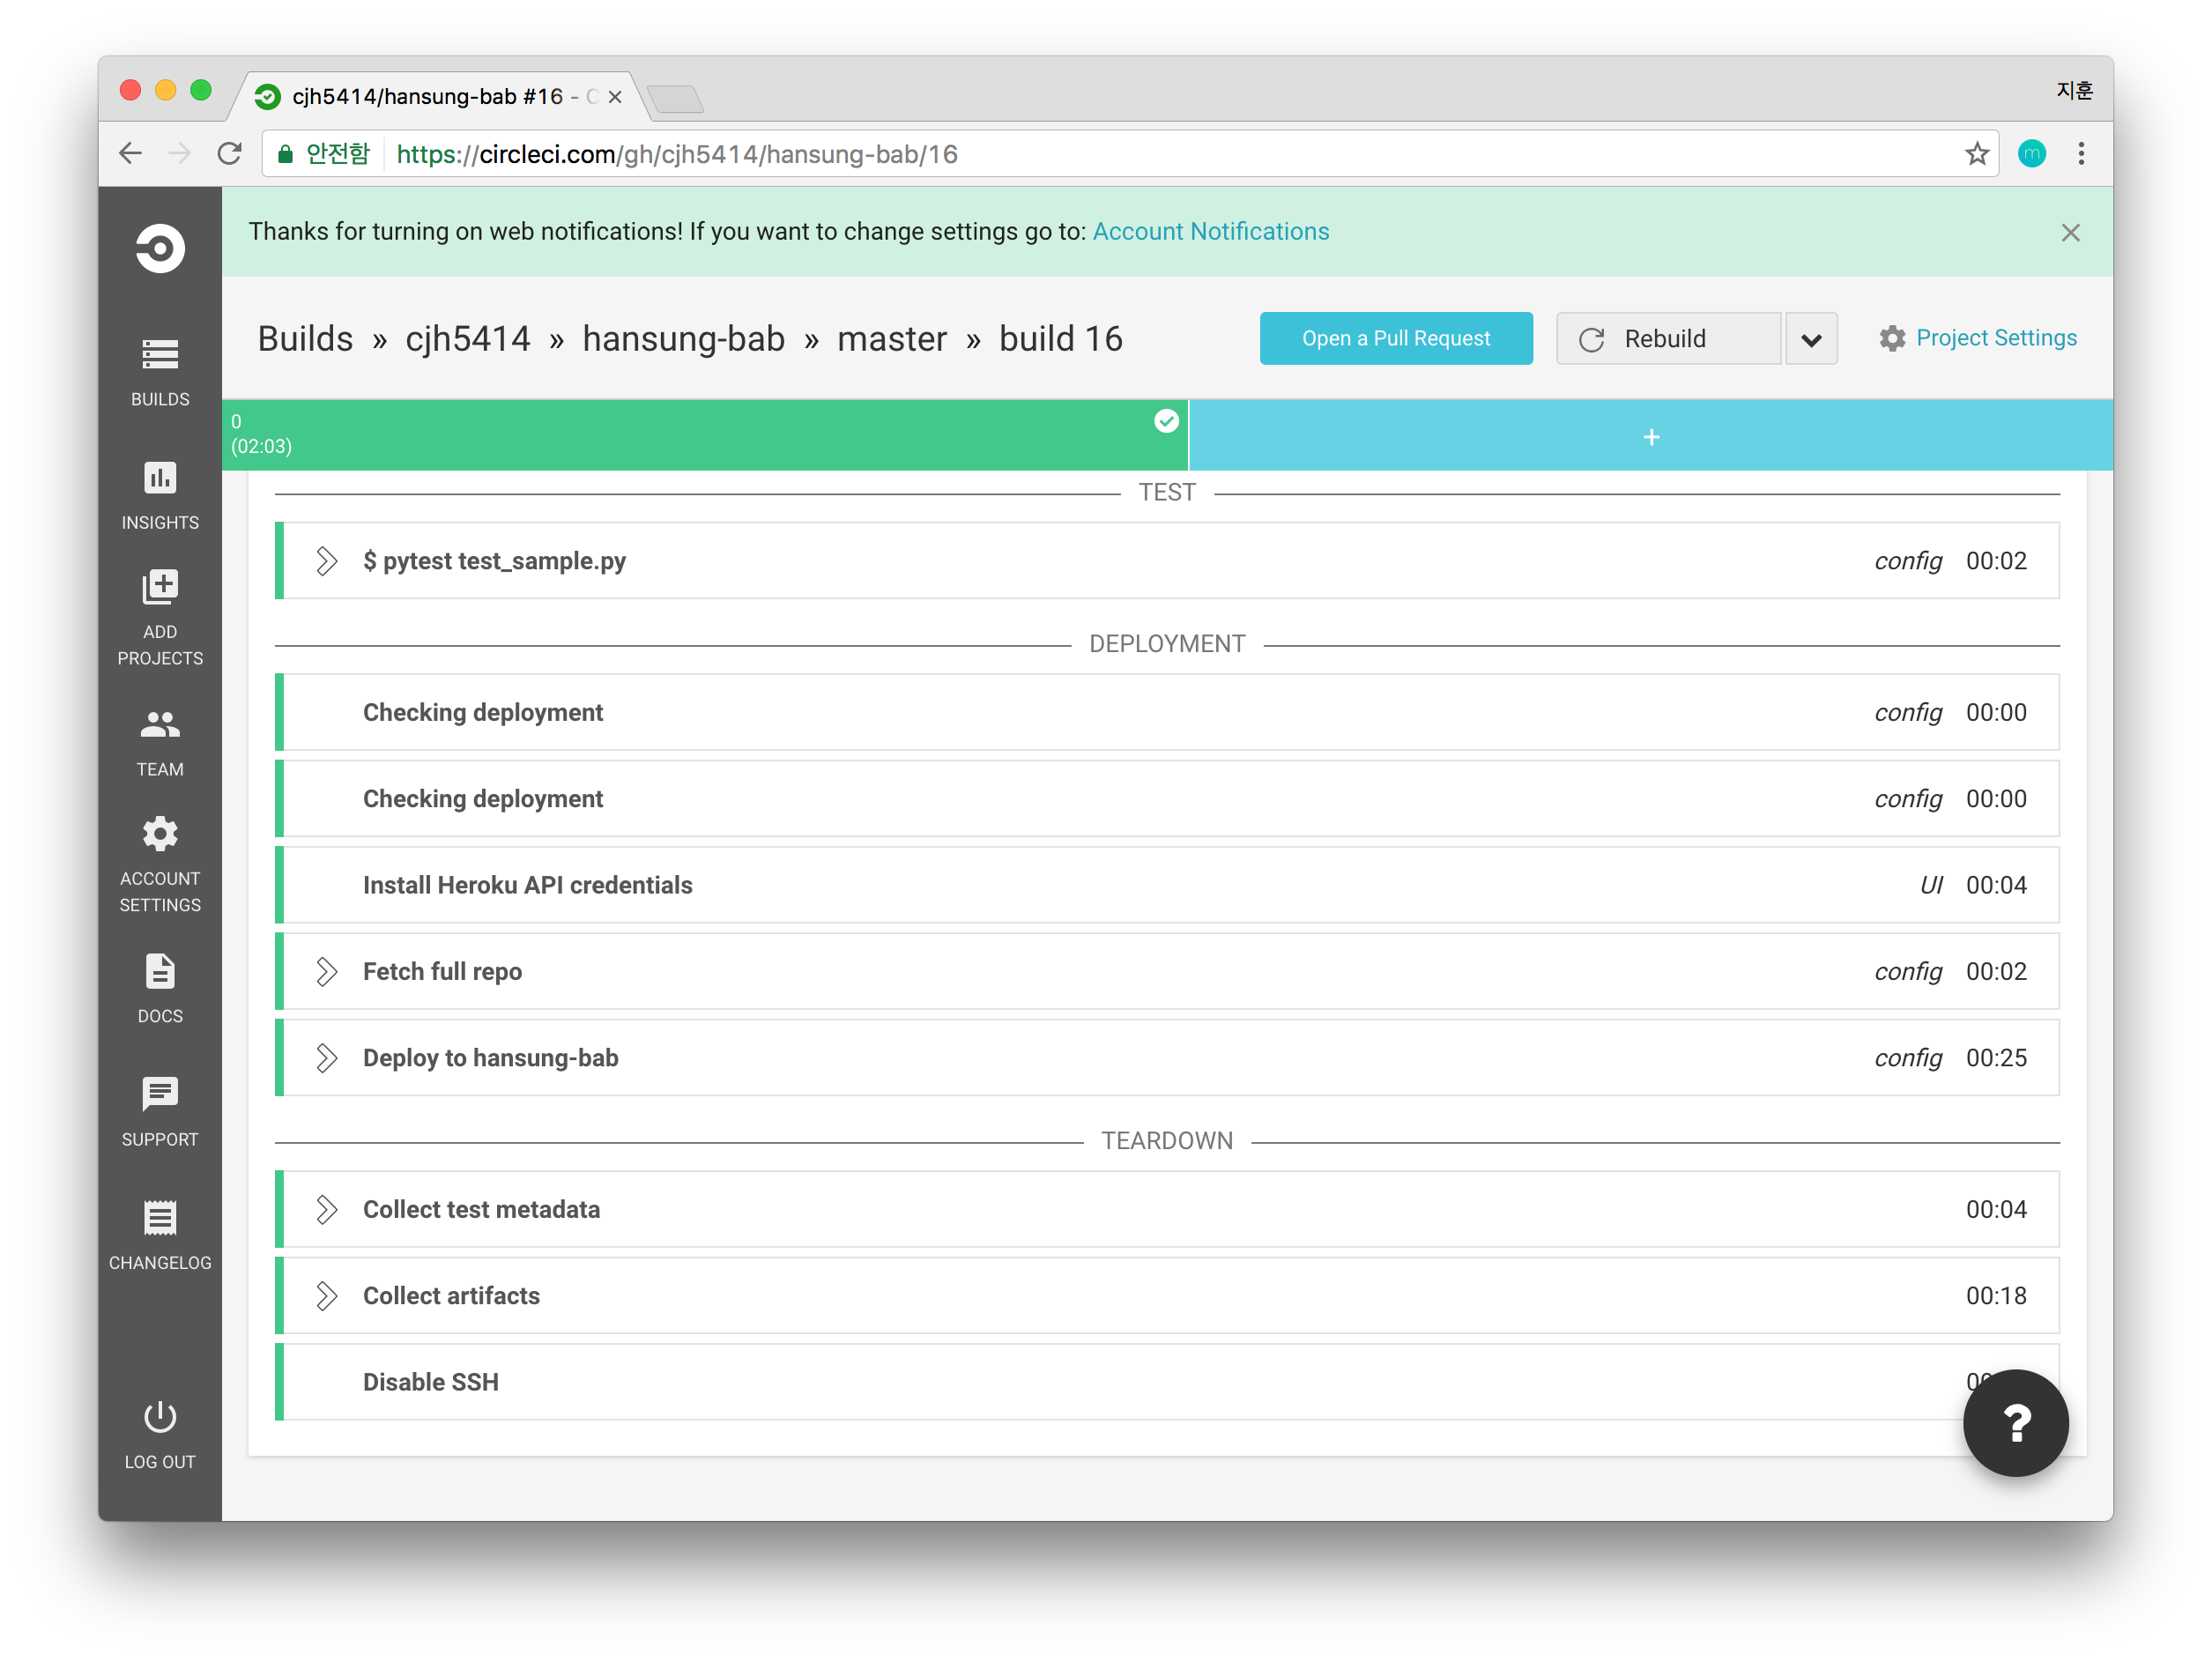 cjh5414/hansung-bab #16 - C
지훈
안전함 https://circleci.com/gh/cjh5414/hansung-bab/16
Thanks for turning on web notifications! If you want to change settings go to: Account Notifications
Builds » cjh5414 » hansung-bab » master » build 16
Open a Pull Request
Rebuild
Project Settings
BUILDS
INSIGHTS
ADD
PROJECTS
TEAM
ACCOUNT
SETTINGS
DOCS
SUPPORT
CHANGELOG
LOG OUT
0
(02:03)
+
TEST
$ pytest test_sample.py config 00:02
DEPLOYMENT
Checking deployment config 00:00
Checking deployment config 00:00
Install Heroku API credentials UI 00:04
Fetch full repo config 00:02
Deploy to hansung-bab config 00:25
TEARDOWN
Collect test metadata 00:04
Collect artifacts 00:18
Disable SSH
?